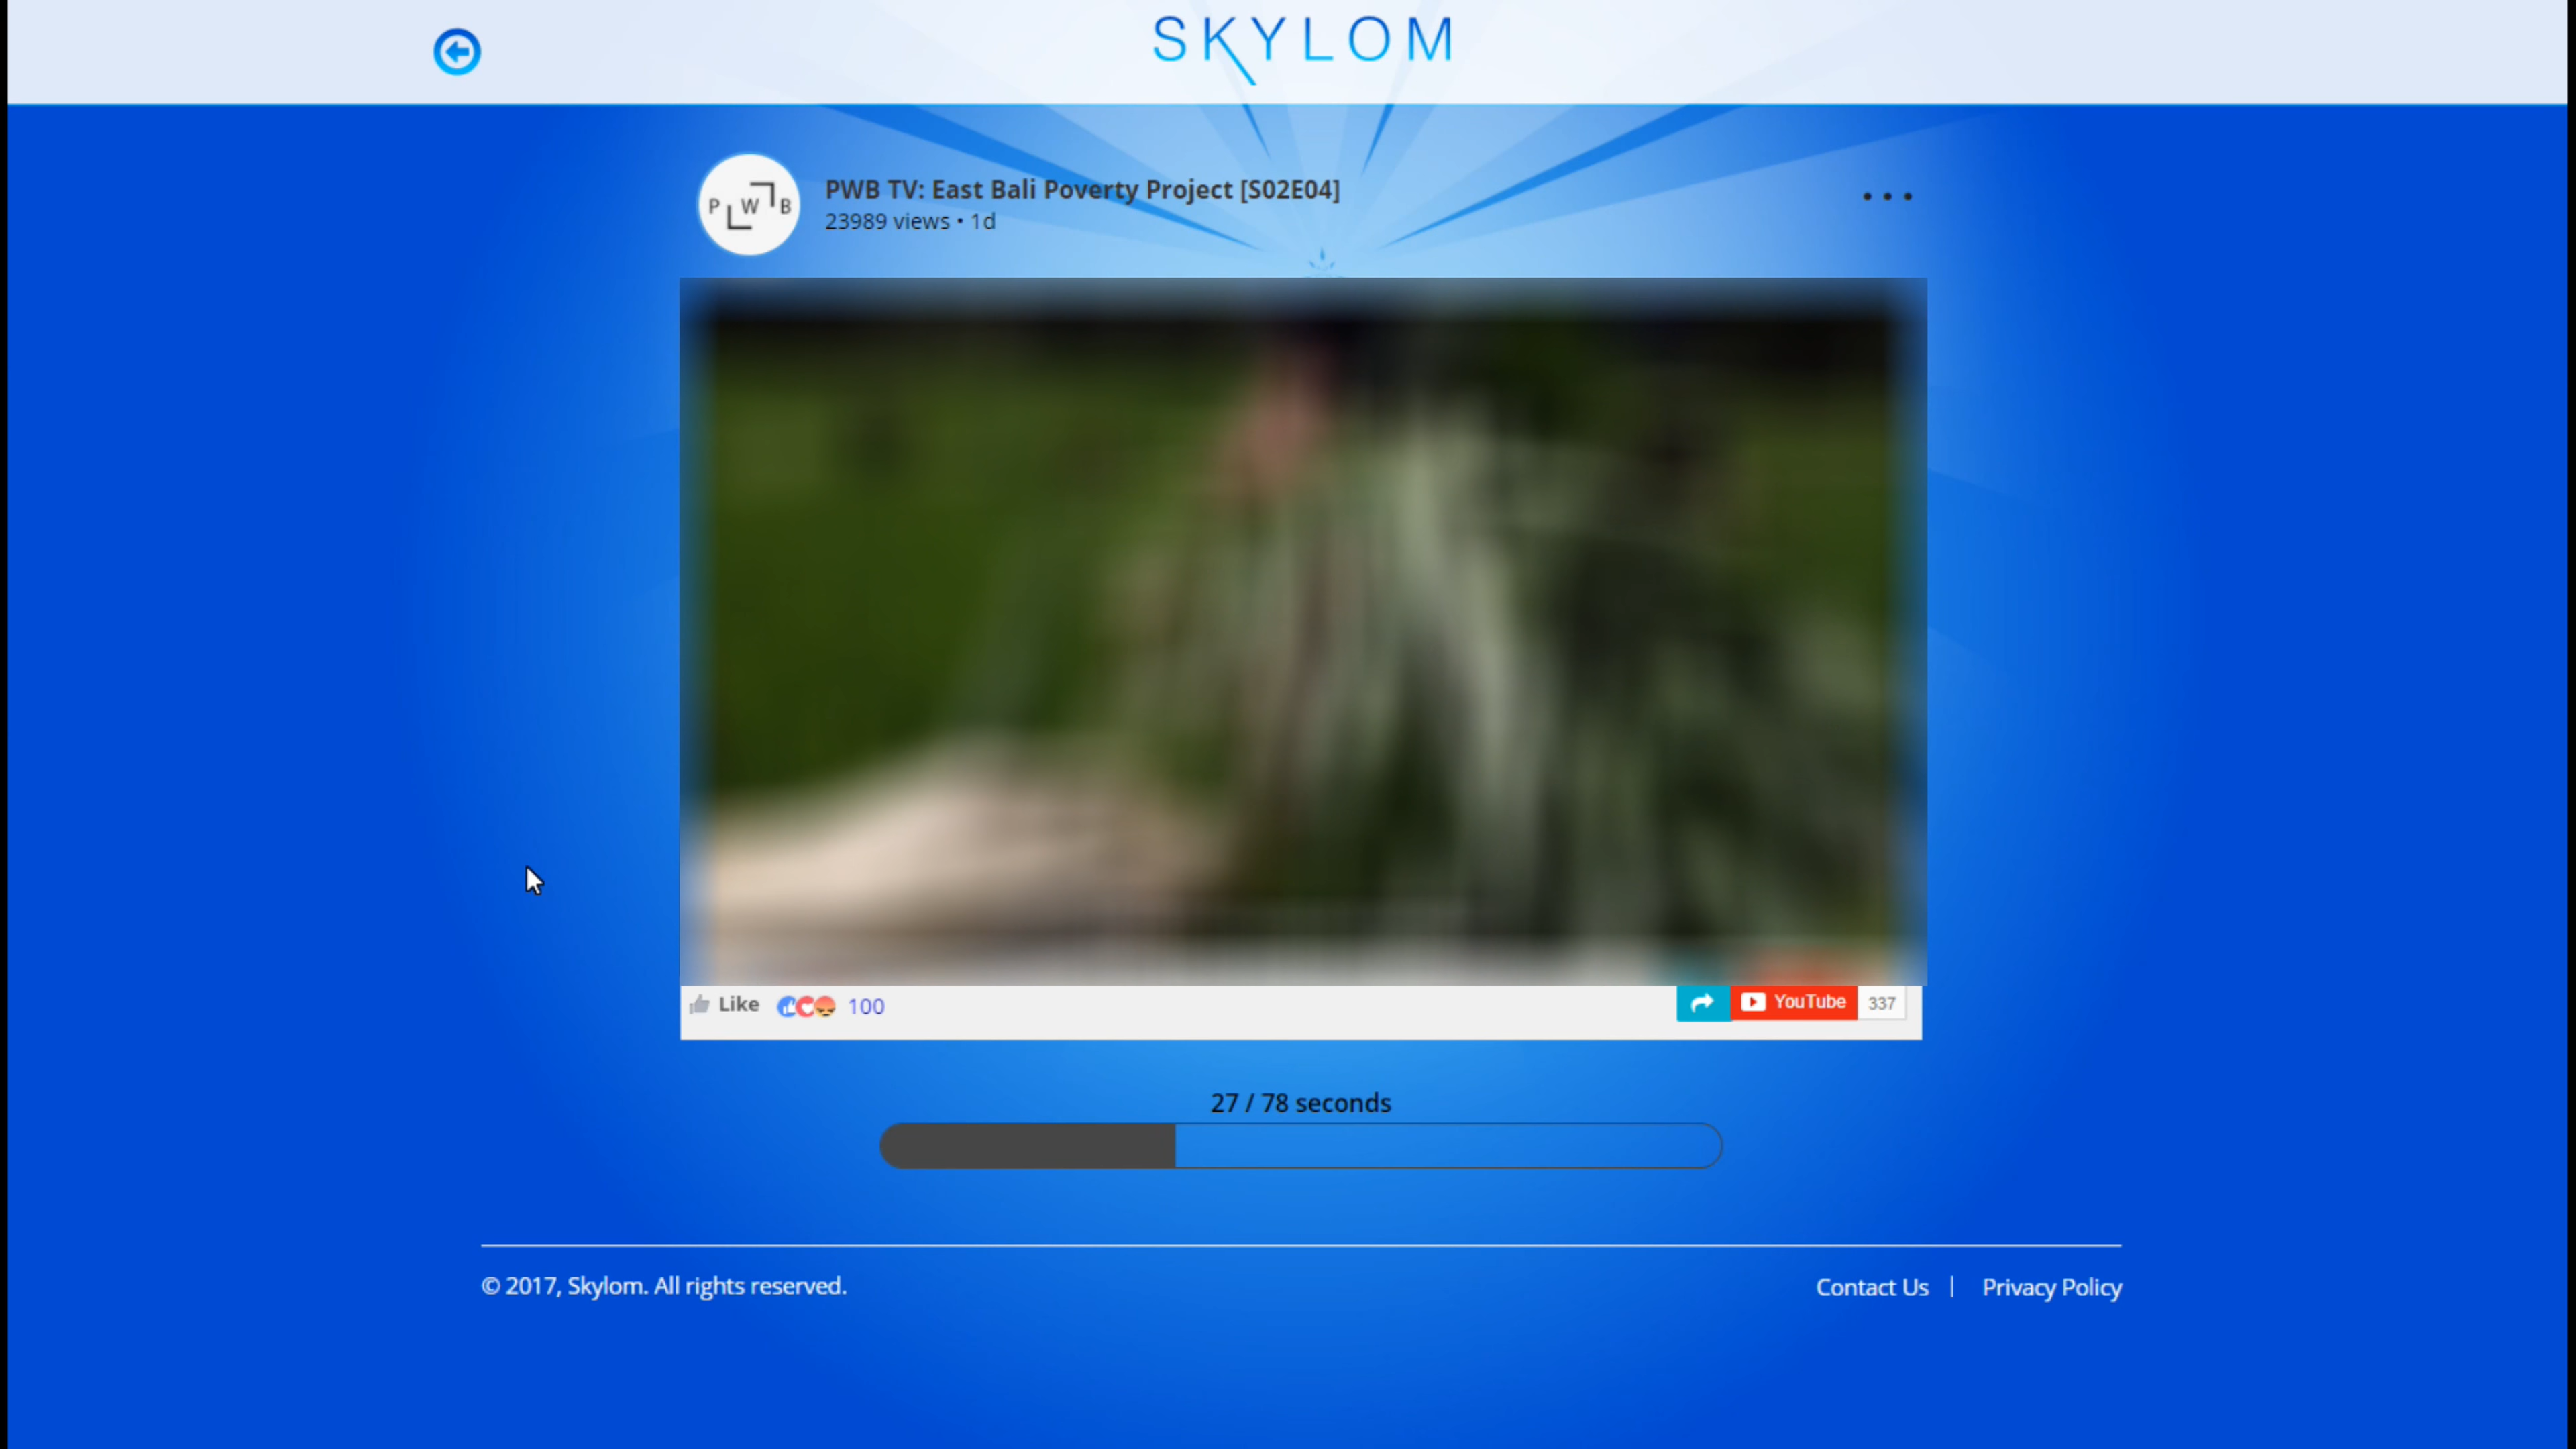 SKYLOM
P W B
PWB TV: East Bali Poverty Project [S02E04]
23989 views • 1d
Like 100
YouTube 337
27 / 78 seconds
© 2017, Skylom. All rights reserved.
Contact Us | Privacy Policy